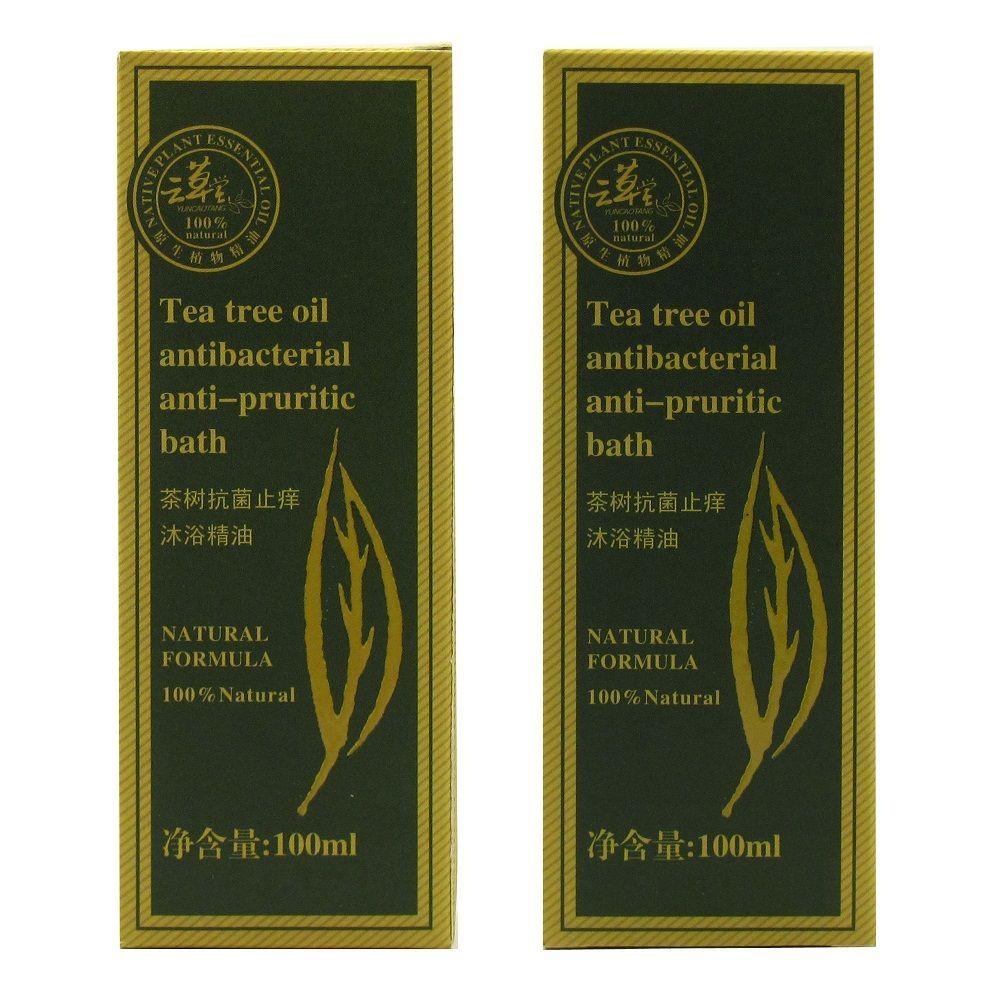 NATIVE PLANT ESSENTIAL OIL
云草堂
YUNCAOTANG
100%
natural
原生植物精油
Tea tree oil
antibacterial
anti-pruritic
bath
茶树抗菌止痒
沐浴精油
NATURAL
FORMULA
100% Natural
净含量:100ml
NATIVE PLANT ESSENTIAL OIL
云草堂
YUNCAOTANG
100%
natural
原生植物精油
Tea tree oil
antibacterial
anti-pruritic
bath
茶树抗菌止痒
沐浴精油
NATURAL
FORMULA
100% Natural
净含量:100ml